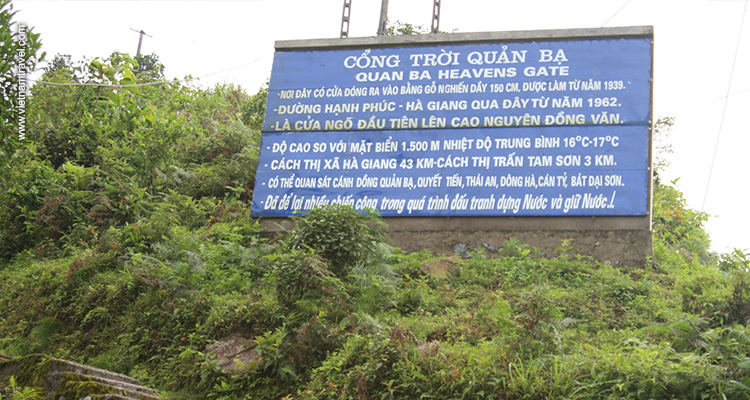 CỔNG TRỜI QUẢN BẠ
QUAN BA HEAVENS GATE
-NƠI ĐÂY CÓ CỬA ĐÓNG RA VÀO BẰNG GỖ NGHIẾN DẦY 150 CM, ĐƯỢC LÀM TỪ NĂM 1939.
-ĐƯỜNG HẠNH PHÚC - HÀ GIANG QUA ĐÂY TỪ NĂM 1962.
-LÀ CỬA NGÕ ĐẦU TIÊN LÊN CAO NGUYÊN ĐỒNG VĂN.
- ĐỘ CAO SO VỚI MẶT BIỂN 1.500 M NHIỆT ĐỘ TRUNG BÌNH 16°C-17°C
- CÁCH THỊ XÃ HÀ GIANG 43 KM-CÁCH THỊ TRẤN TAM SƠN 3 KM.
-CÓ THỂ QUAN SÁT CÁNH ĐỒNG QUẢN BẠ, QUYẾT TIẾN, THÁI AN, ĐÔNG HÀ, CÁN TỶ, BÁT ĐẠI SƠN.
-Đã để lại nhiều chiến công trong quá trình đấu tranh dựng Nước và giữ Nước.!
www.vietnamitravel.com